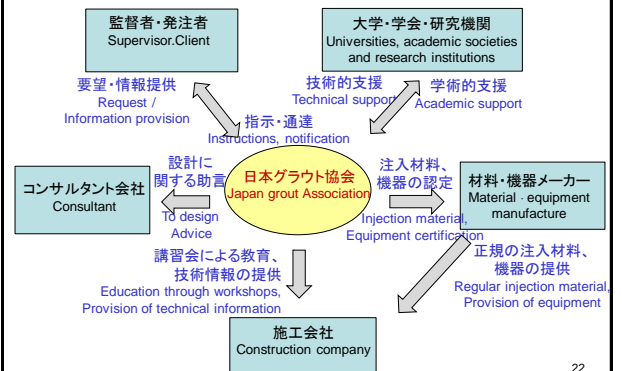 監督者・発注者
Supervisor.Client
大学・学会・研究機関
Universities, academic societies
and research institutions
要望・情報提供
Request /
Information provision
技術的支援
Technical support
学術的支援
Academic support
指示・通達
Instructions, notification
設計に
関する助言
To design
Advice
日本グラウト協会
Japan grout Association
注入材料、
機器の認定
Injection material,
Equipment certification
コンサルタント会社
Consultant
材料・機器メーカー
Material · equipment
manufacture
講習会による教育、
技術情報の提供
Education through workshops,
Provision of technical information
正規の注入材料、
機器の提供
Regular injection material,
Provision of equipment
施工会社
Construction company
22